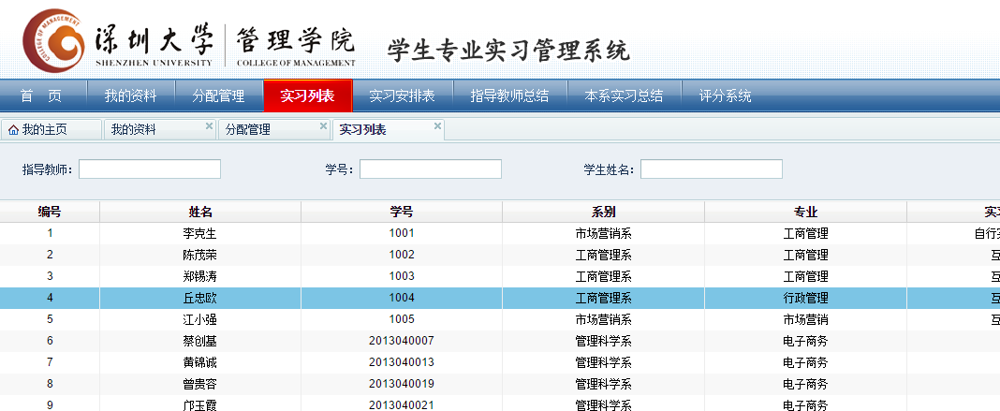 COLLEGE OF MANAGEMENT
深圳大学 管理学院 学生专业实习管理系统
SHENZHEN UNIVERSITY COLLEGE OF MANAGEMENT
首 页 我的资料 分配管理 实习列表 实习安排表 指导教师总结 本系实习总结 评分系统
我的主页 我的资料 分配管理 实习列表
指导教师： 学号： 学生姓名：
编号 姓名 学号 系别 专业 实
1 李克生 1001 市场营销系 工商管理 自行
2 陈茂荣 1002 工商管理系 工商管理
3 郑锡涛 1003 工商管理系 工商管理
4 丘忠欧 1004 工商管理系 行政管理
5 江小强 1005 市场营销系 市场营销
6 蔡创基 2013040007 管理科学系 电子商务
7 黄锦诚 2013040013 管理科学系 电子商务
8 曾贵容 2013040019 管理科学系 电子商务
9 邝玉霞 2013040021 管理科学系 电子商务